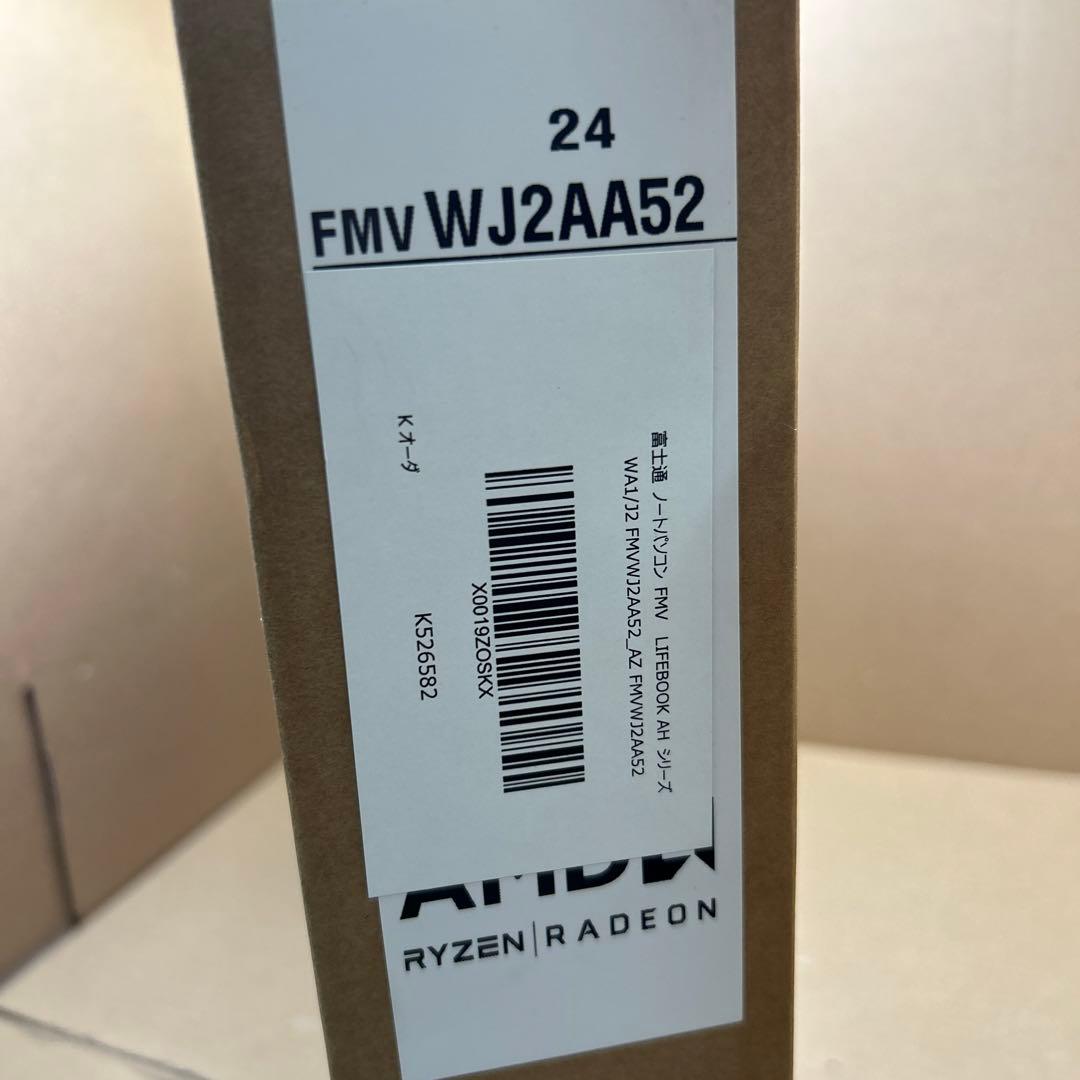 24
FMV WJ2AA52
富士通 ノートパソコン FMV LIFEBOOK AH シリーズ
WA1/J2 FMVWJ2AA52_AZ FMVWJ2AA52
X0019ZOSKX
Kオーダ K526582
AMD
RYZEN | RADEON